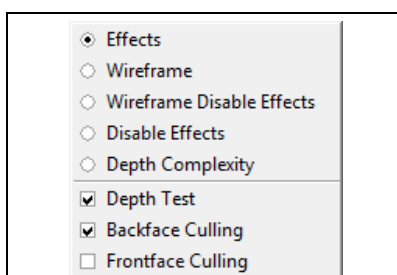 Effects
Wireframe
Wireframe Disable Effects
Disable Effects
Depth Complexity
Depth Test
Backface Culling
Frontface Culling